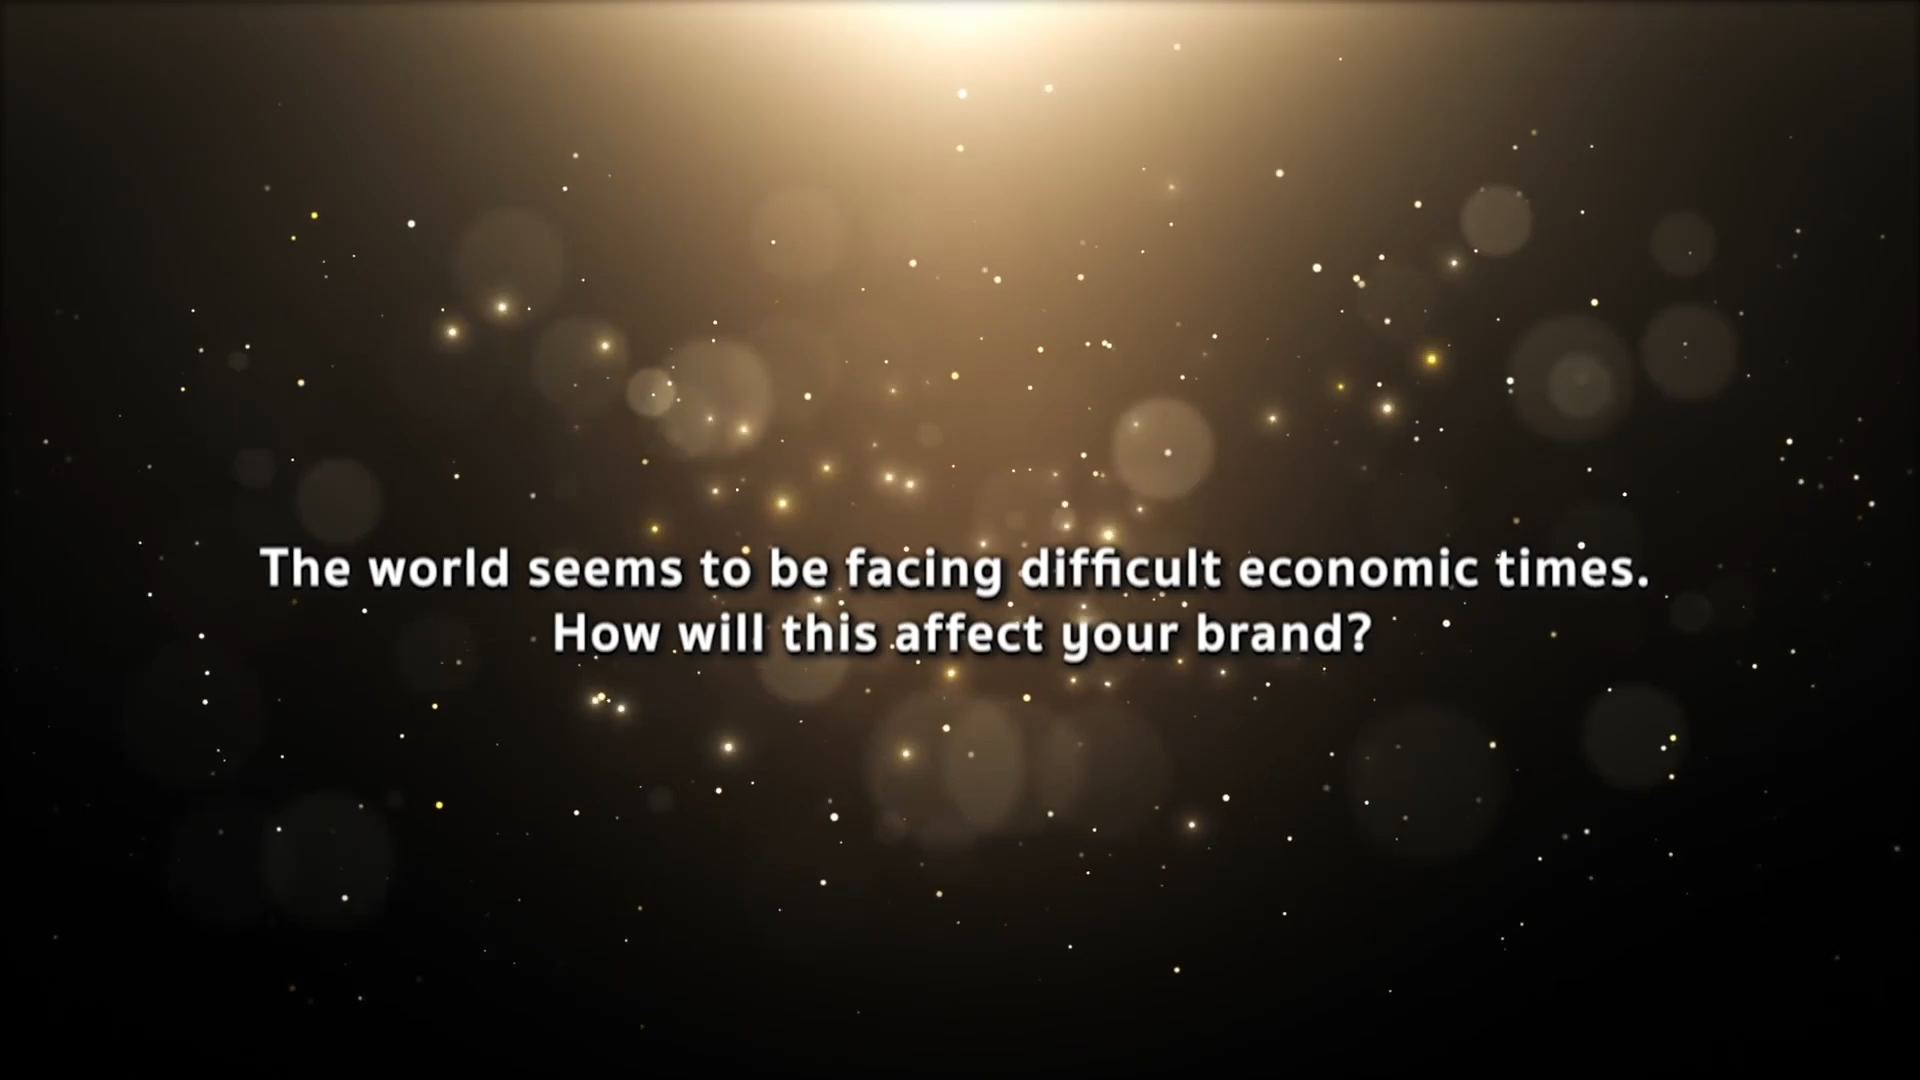 The world seems to be facing difficult economic times.
How will this affect your brand?